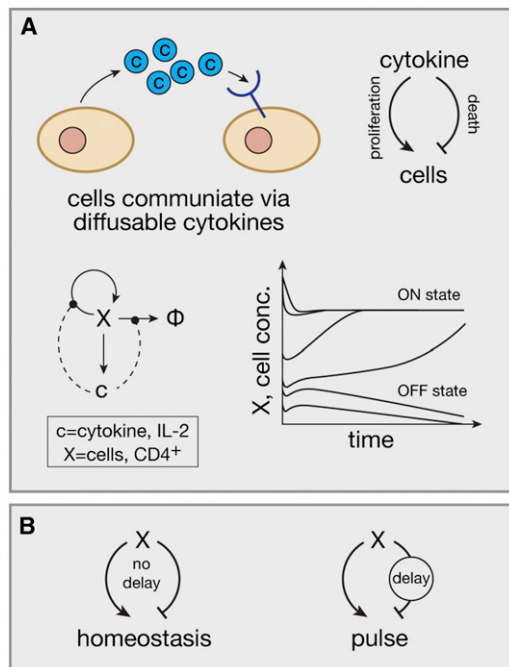 A
C
C
C
C
C
cytokine
proliferation
death
cells
cells communiate via
diffusable cytokines
X
Φ
c
c=cytokine, IL-2
X=cells, CD4+
X, cell conc.
ON state
OFF state
time
B
X
no
delay
homeostasis
X
delay
pulse